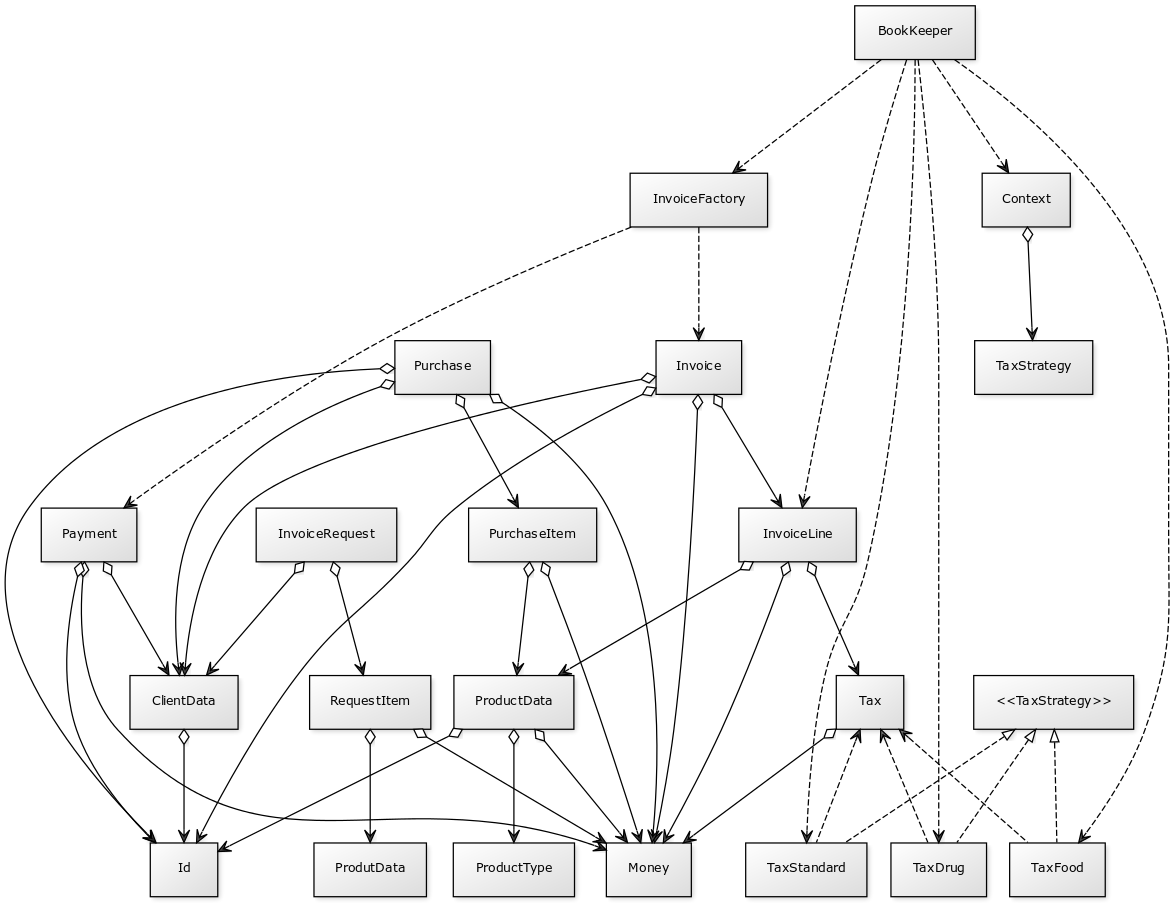 BookKeeper
InvoiceFactory
Context
Purchase
Invoice
TaxStrategy
Payment
InvoiceRequest
PurchaseItem
InvoiceLine
ClientData
RequestItem
ProductData
Tax
<<TaxStrategy>>
Id
ProdutData
ProductType
Money
TaxStandard
TaxDrug
TaxFood